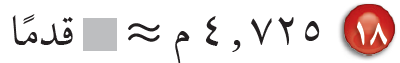 ١٨ ٤,٧٢٥ م ≈ ■ قدمًا